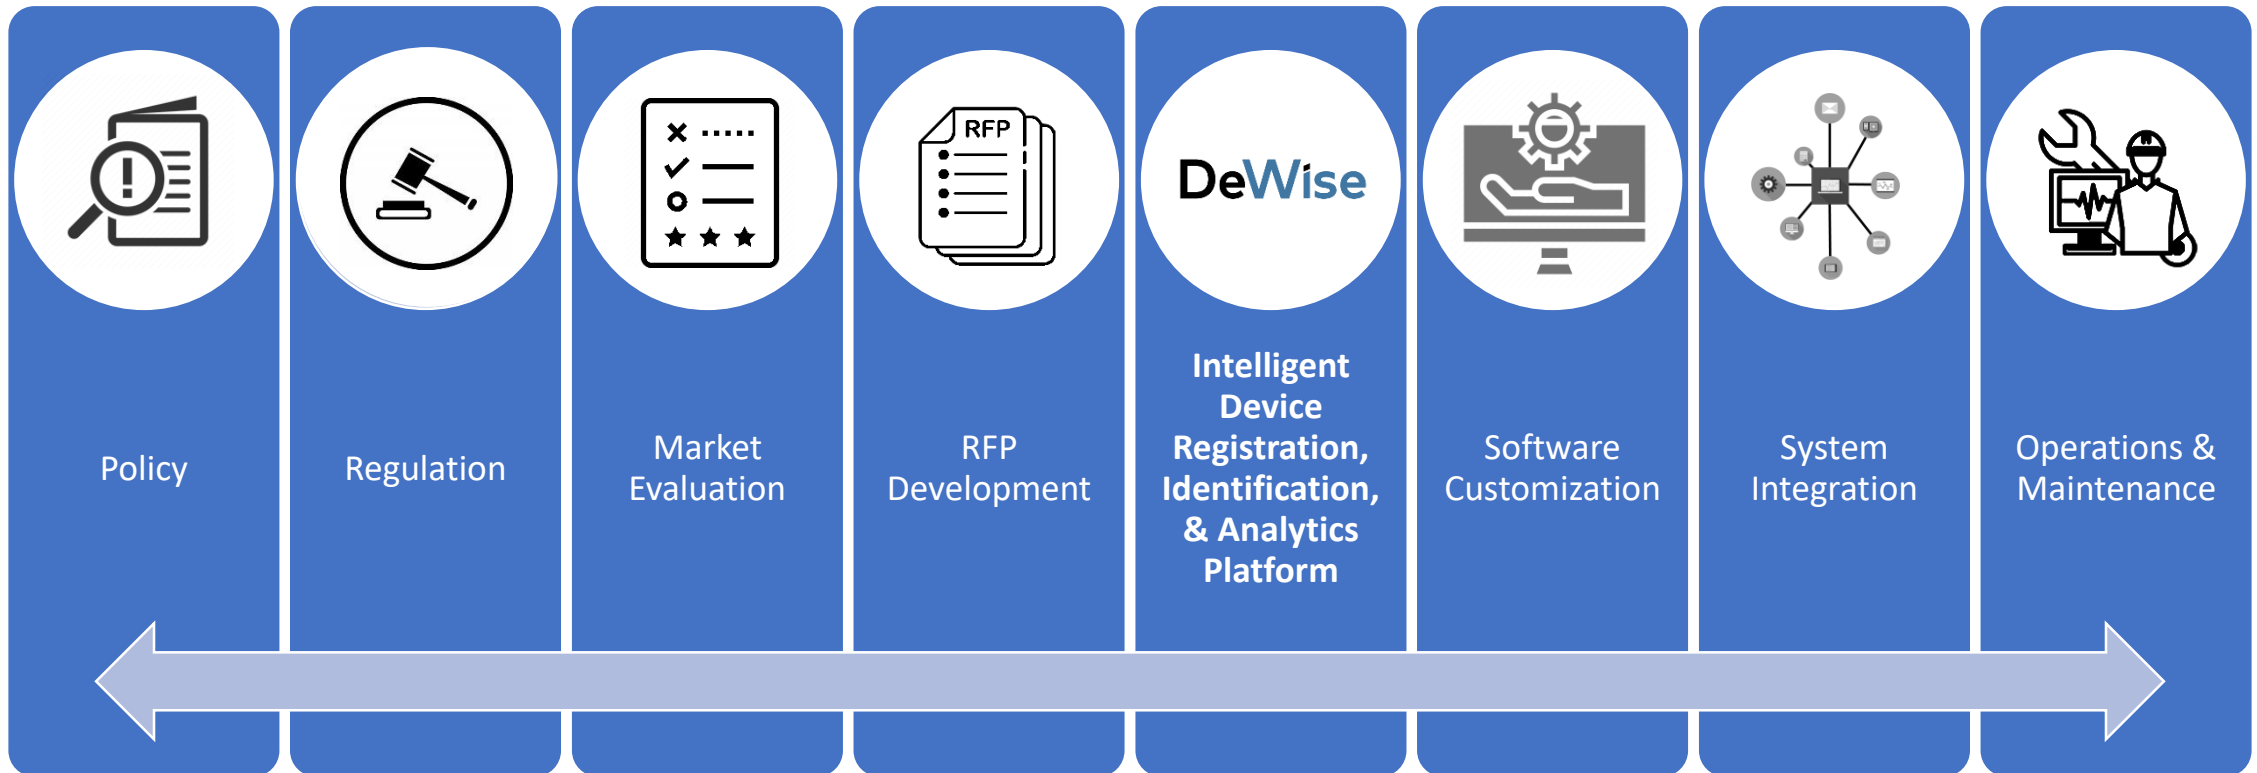 RFP
DeWise
Policy
Regulation
Market
Evaluation
RFP
Development
Intelligent
Device
Registration,
Identification,
& Analytics
Platform
Software
Customization
System
Integration
Operations &
Maintenance